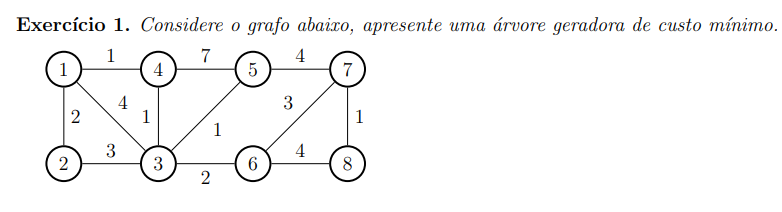 Exercício 1. Considere o grafo abaixo, apresente uma árvore geradora de custo mínimo.
1 7 4
1 4 5 7
4 3
2 1 1
1
3 4
2 3 6 8
2